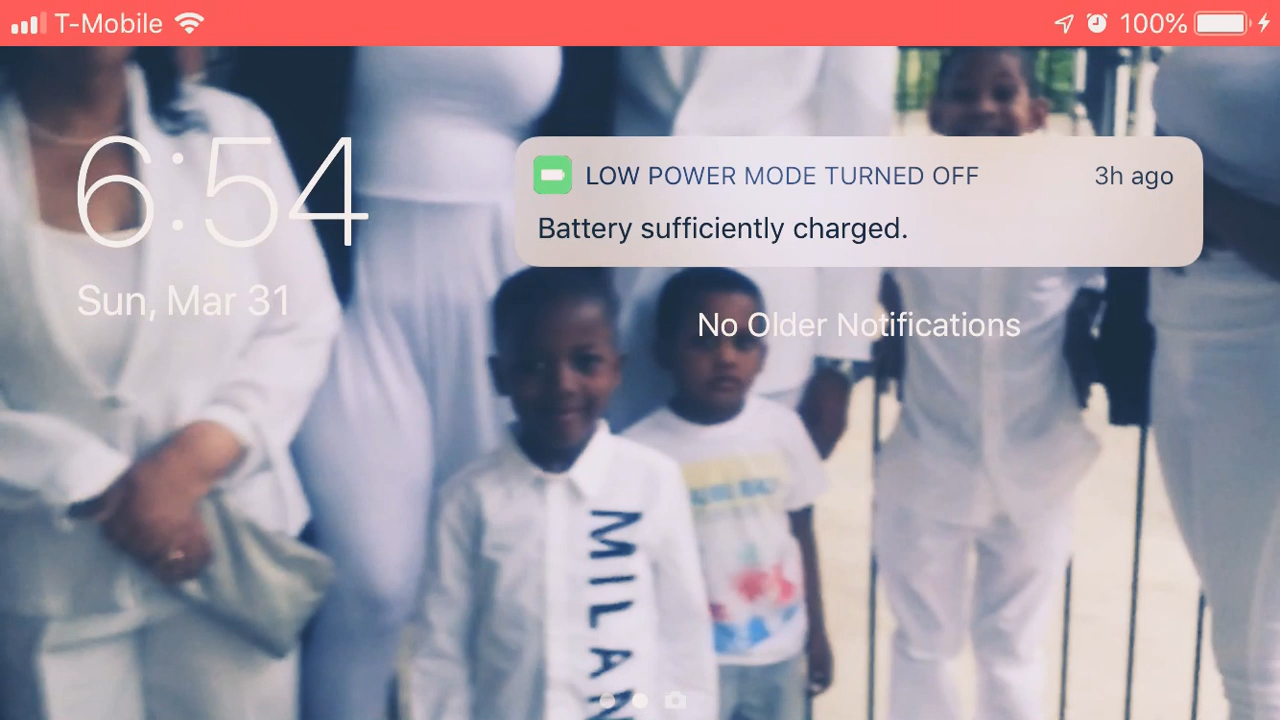 T-Mobile
100%
6:54
Sun, Mar 31
LOW POWER MODE TURNED OFF
3h ago
Battery sufficiently charged.
No Older Notifications
MILAN